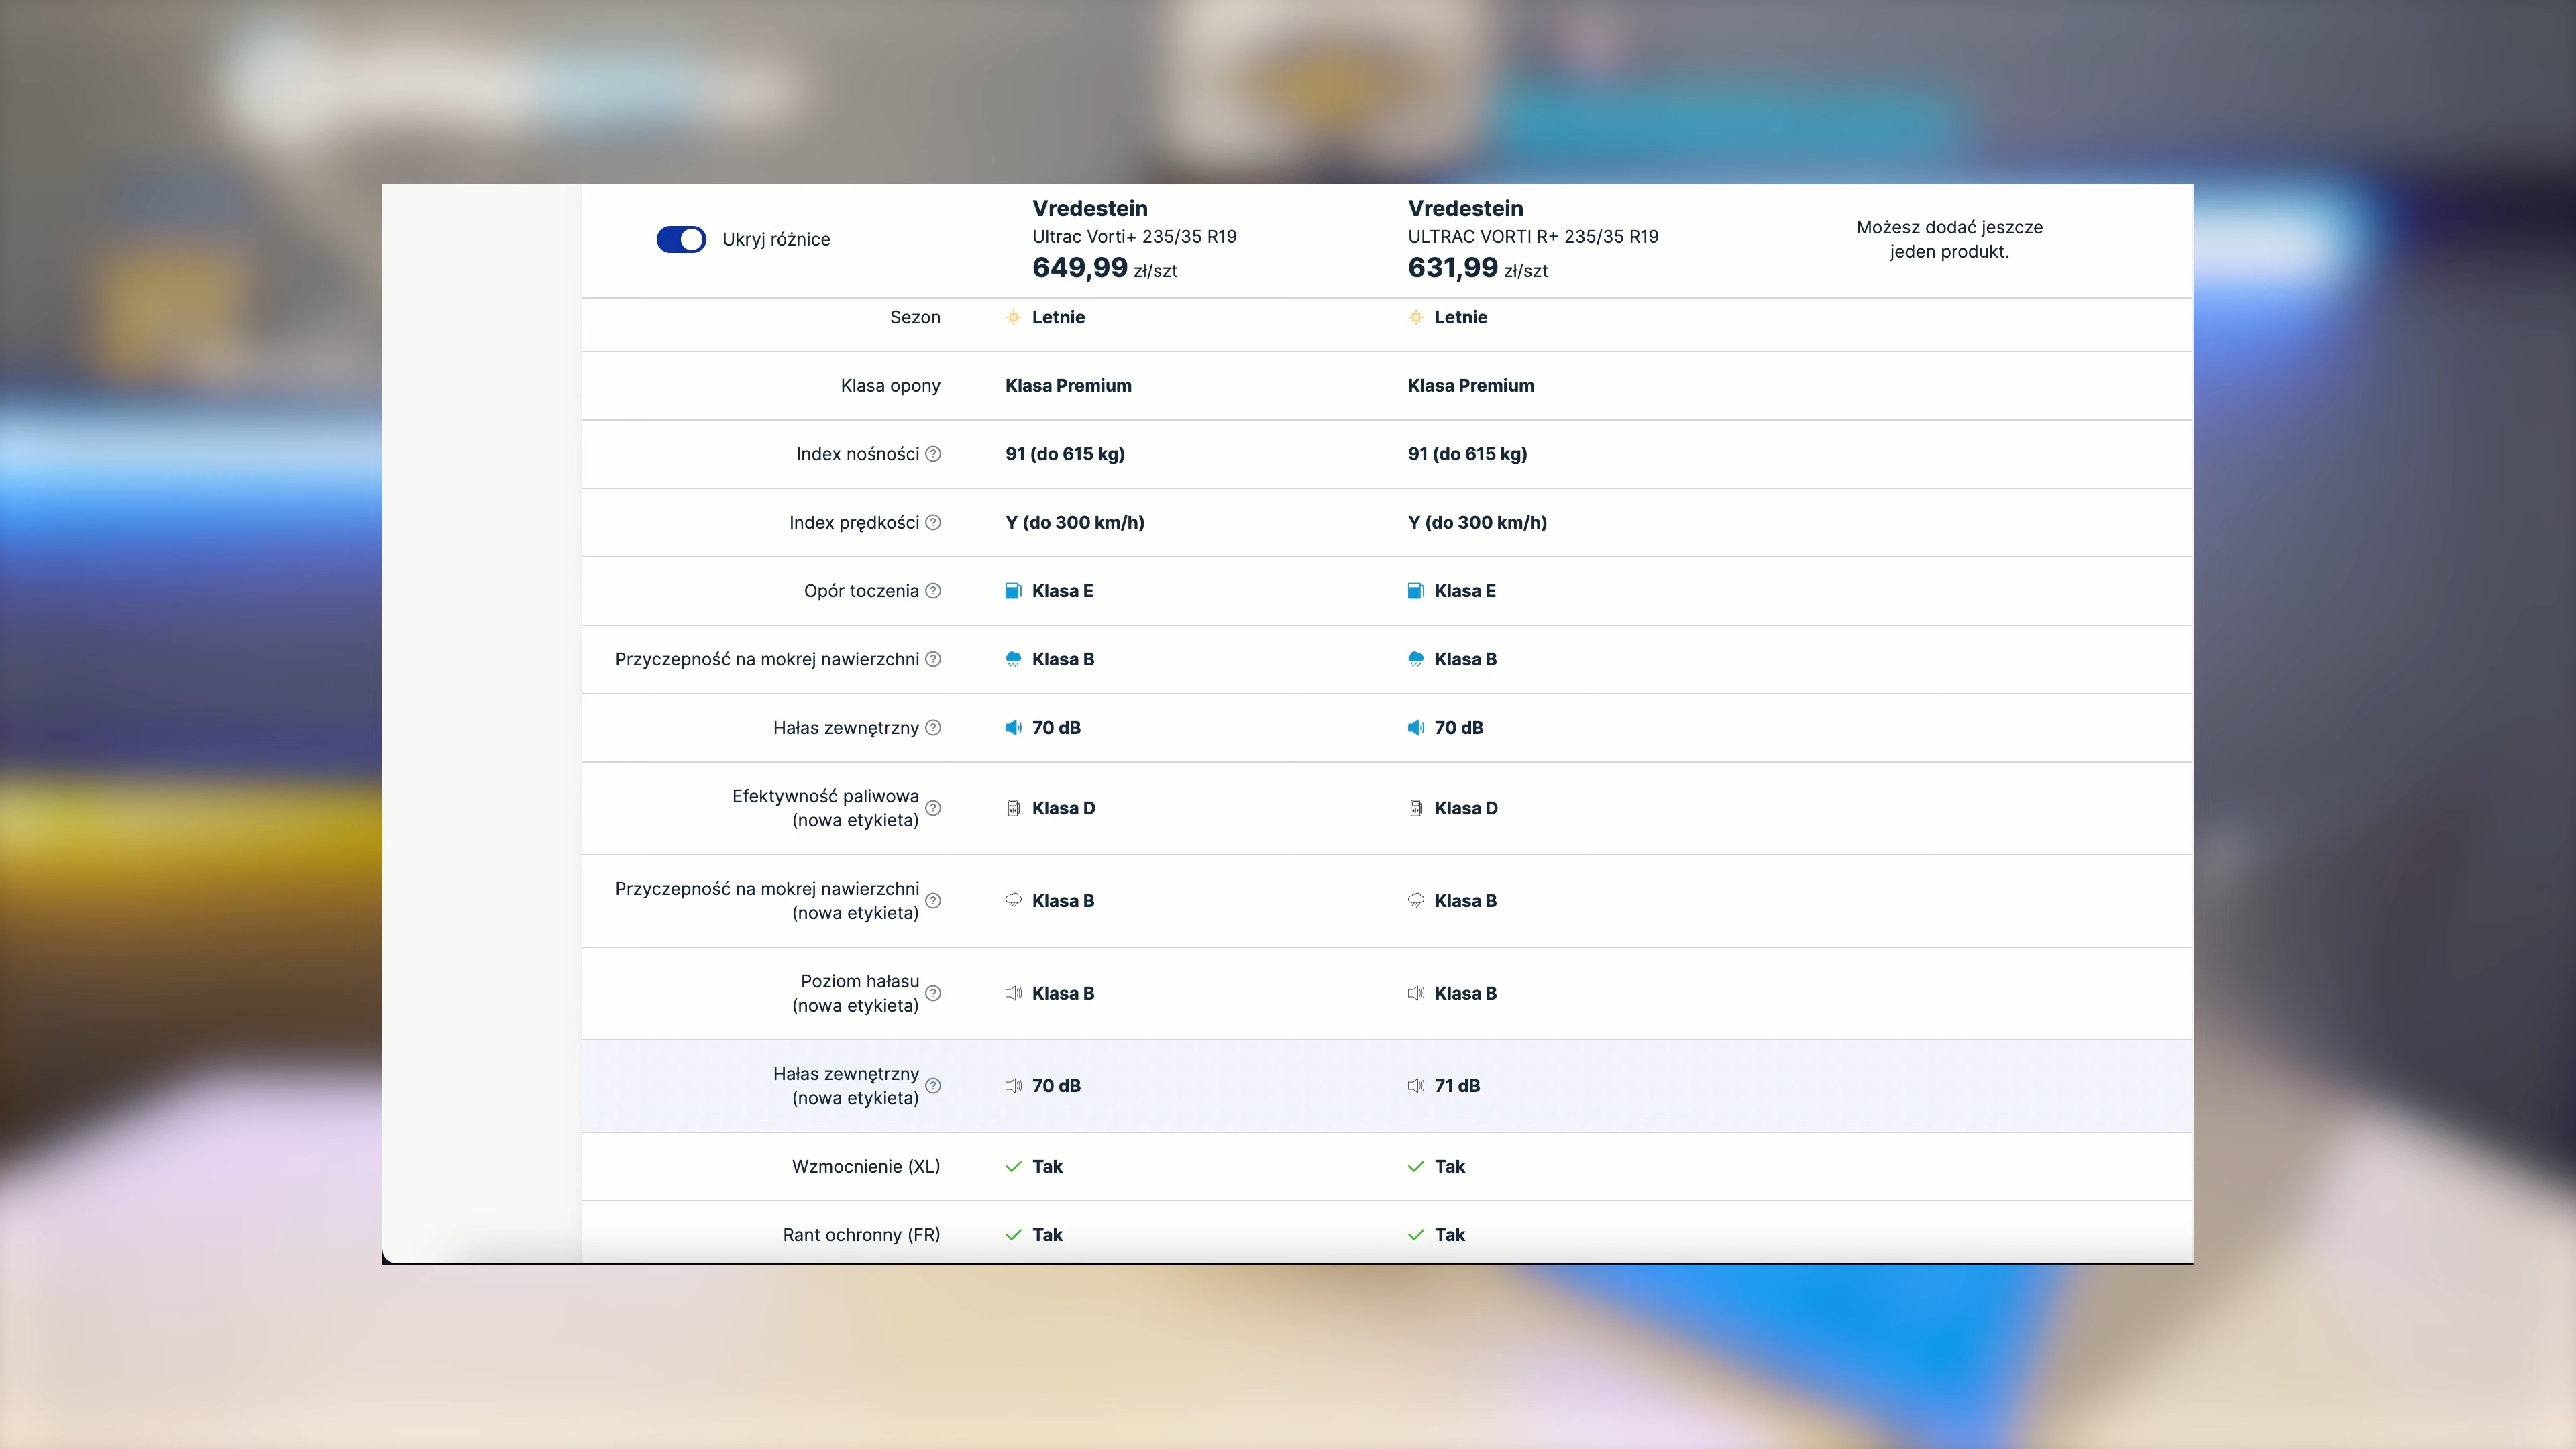 Ukryj różnice
Vredestein
Ultrac Vorti+ 235/35 R19
649,99 zł/szt
Vredestein
ULTRAC VORTI R+ 235/35 R19
631,99 zł/szt
Możesz dodać jeszcze
jeden produkt.
Sezon Letnie Letnie
Klasa opony Klasa Premium Klasa Premium
Index nośności ? 91 (do 615 kg) 91 (do 615 kg)
Index prędkości ? Y (do 300 km/h) Y (do 300 km/h)
Opór toczenia ? Klasa E Klasa E
Przyczepność na mokrej nawierzchni ? Klasa B Klasa B
Hałas zewnętrzny ? 70 dB 70 dB
Efektywność paliwowa
(nowa etykieta) ? Klasa D Klasa D
Przyczepność na mokrej nawierzchni
(nowa etykieta) ? Klasa B Klasa B
Poziom hałasu
(nowa etykieta) ? Klasa B Klasa B
Hałas zewnętrzny
(nowa etykieta) ? 70 dB 71 dB
Wzmocnienie (XL) Tak Tak
Rant ochronny (FR) Tak Tak